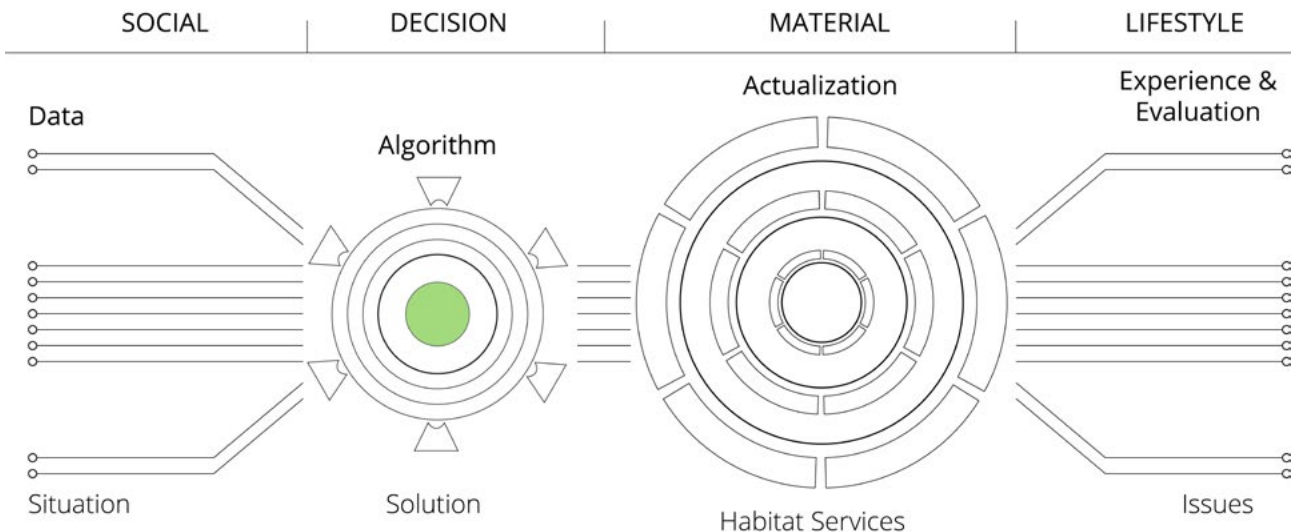 SOCIAL
DECISION
MATERIAL
LIFESTYLE
Data
Algorithm
Actualization
Experience &
Evaluation
Situation
Solution
Habitat Services
Issues